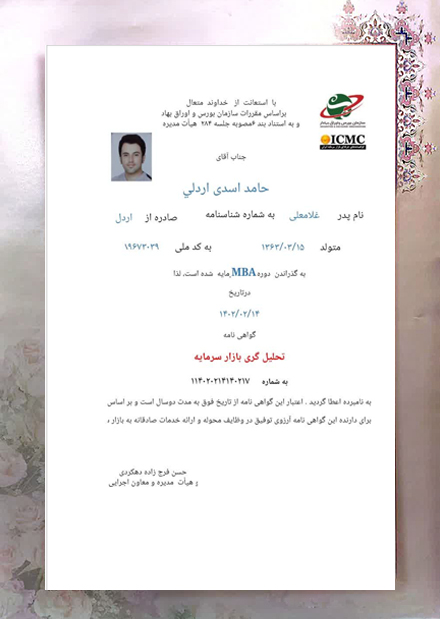 با استعانت از خداوند متعال
براساس مقررات سازمان بورس و اوراق بهاد
و به استناد بند ۶مصوبه جلسه ۲۸۴ هیأت مدیره
ICMC
جناب آقای
حامد اسدی اردلي
نام پدر غلامعلی به شماره شناسنامه صادره از اردل
متولد ۱۳۶۳/۰۳/۱۵ به کد ملی ۱۹۶۷۳۰۳۹
به گذراندن دوره MBA رمایه شده است، لذا
درتاریخ
۱۴۰۲/۰۲/۱۴
گواهی نامه
تحلیل گری بازار سرمایه
به شماره ۱۱۴۰۲۰۲۱۴۱۴۰۲۱۷
به نامبرده اعطا گردید . اعتبار این گواهی نامه از تاریخ فوق به مدت دوسال است و بر اساس
برای دارنده این گواهی نامه آرزوی توفیق در وظایف محوله و ارائه خدمات صادقانه به بازار
حسن فرج زاده دهکردی
ر هیأت مدیره و معاون اجرایی